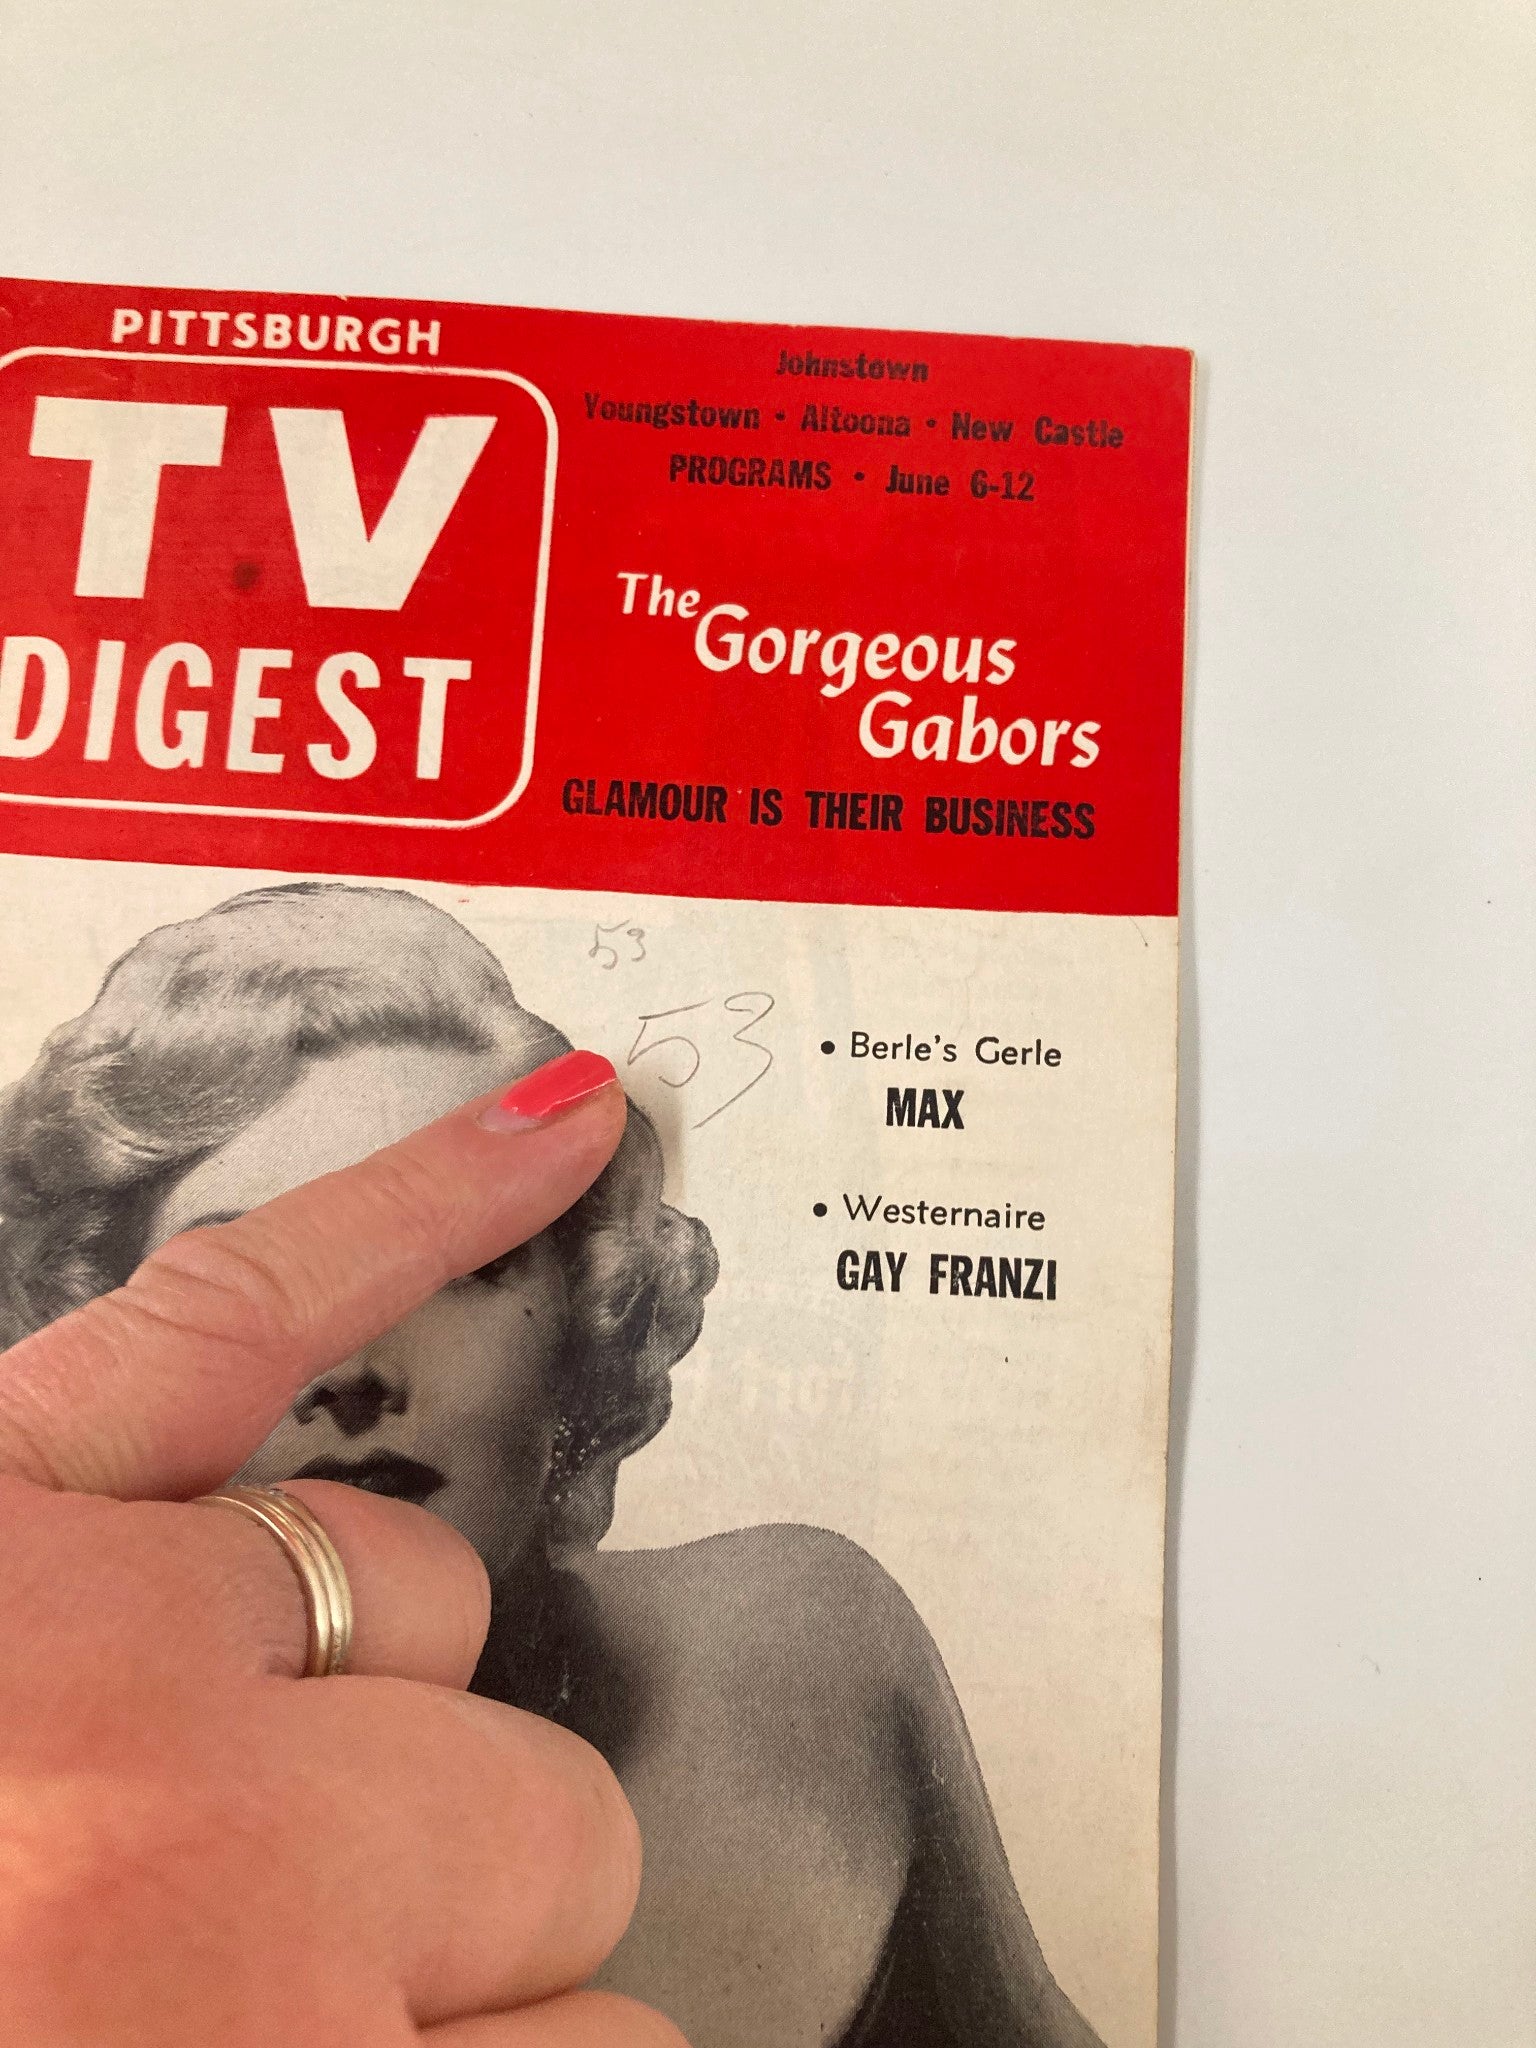 PITTSBURGH
TV
DIGEST
Johnstown
Youngstown • Altoona • New Castle
PROGRAMS • June 6-12
The Gorgeous
Gabors
GLAMOUR IS THEIR BUSINESS
53
53
• Berle's Gerle
MAX
• Westernaire
GAY FRANZI